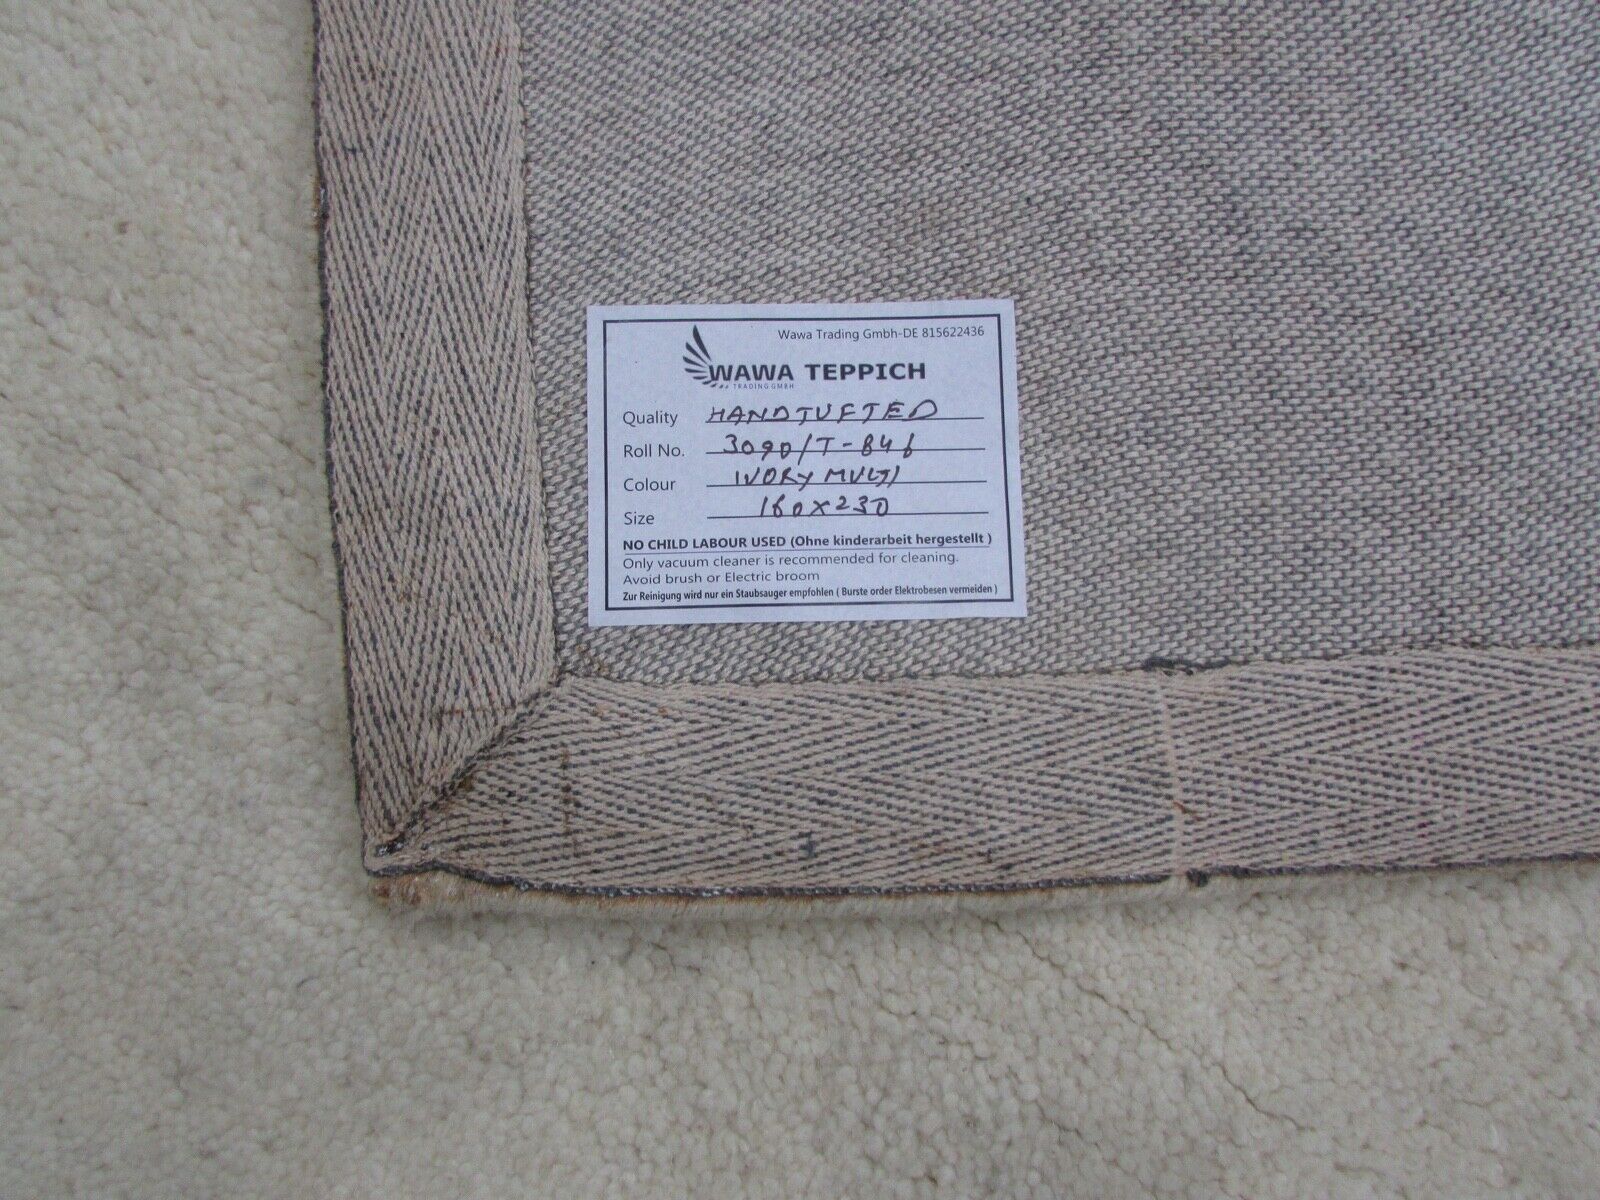 Wawa Trading Gmbh-DE 815622436
WAWA TEPPICH
TRADING GMBH
Quality HANDTUFTED
Roll No. 3090/T-846
Colour IVORY MULTI
Size 160X230
NO CHILD LABOUR USED (Ohne kinderarbeit hergestellt )
Only vacuum cleaner is recommended for cleaning.
Avoid brush or Electric broom
Zur Reinigung wird nur ein Staubsauger empfohlen ( Burste order Elektrobesen vermeiden )